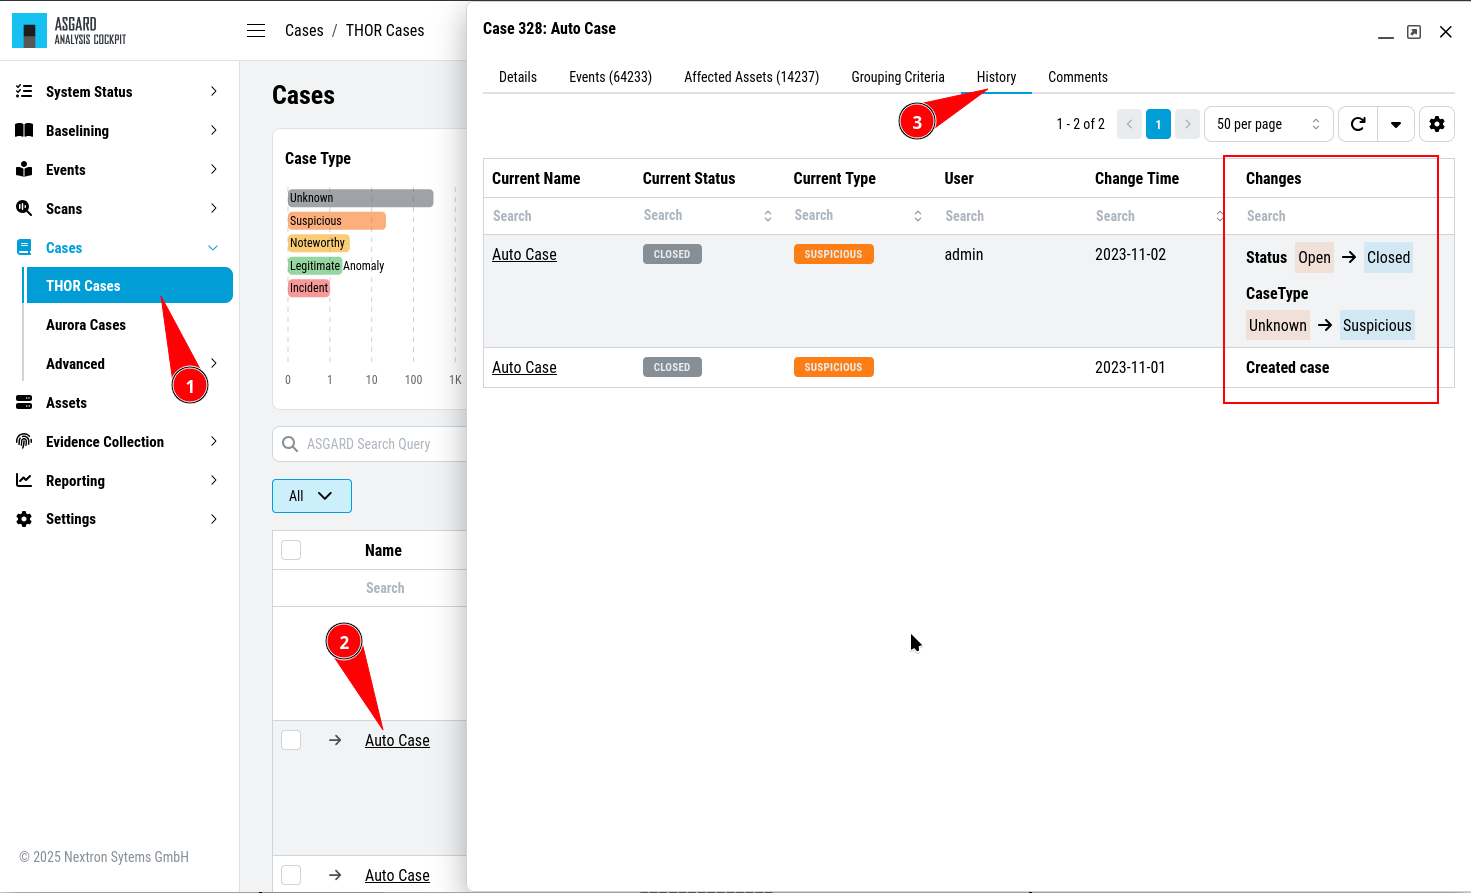 ASGARD
ANALYSIS COCKPIT
Cases / THOR Cases
System Status
Baselining
Events
Scans
Cases
THOR Cases
Aurora Cases
Advanced
1
Assets
Evidence Collection
Reporting
Settings
© 2025 Nextron Sytems GmbH
Cases
Case Type
Unknown
Suspicious
Noteworthy
Legitimate Anomaly
Incident
0 1 10 100 1K
ASGARD Search Query
All
Name
Search
2
Auto Case
Auto Case
Case 328: Auto Case
Details Events (64233) Affected Assets (14237) Grouping Criteria History Comments
3
1 - 2 of 2 1 50 per page
Current Name Current Status Current Type User Change Time Changes
Search Search Search Search Search Search
Auto Case CLOSED SUSPICIOUS admin 2023-11-02 Status Open → Closed
CaseType
Unknown → Suspicious
Auto Case CLOSED SUSPICIOUS 2023-11-01 Created case